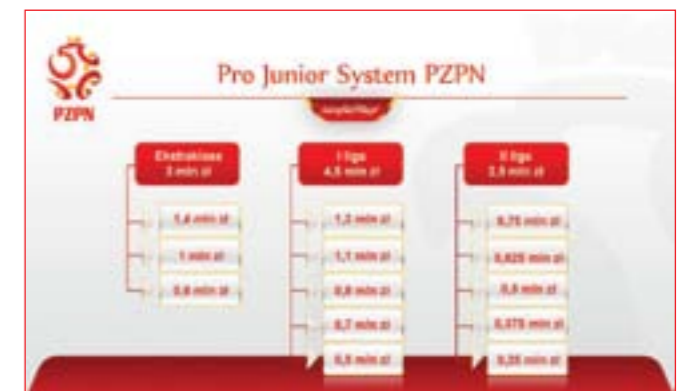 PZPN
Pro Junior System PZPN
Ekstraklasa
3 mln zł
1,4 mln zł
1 mln zł
0,6 mln zł
I liga
4,5 mln zł
1,3 mln zł
1,1 mln zł
0,9 mln zł
0,7 mln zł
0,5 mln zł
II liga
2,5 mln zł
0,75 mln zł
0,625 mln zł
0,5 mln zł
0,375 mln zł
0,25 mln zł